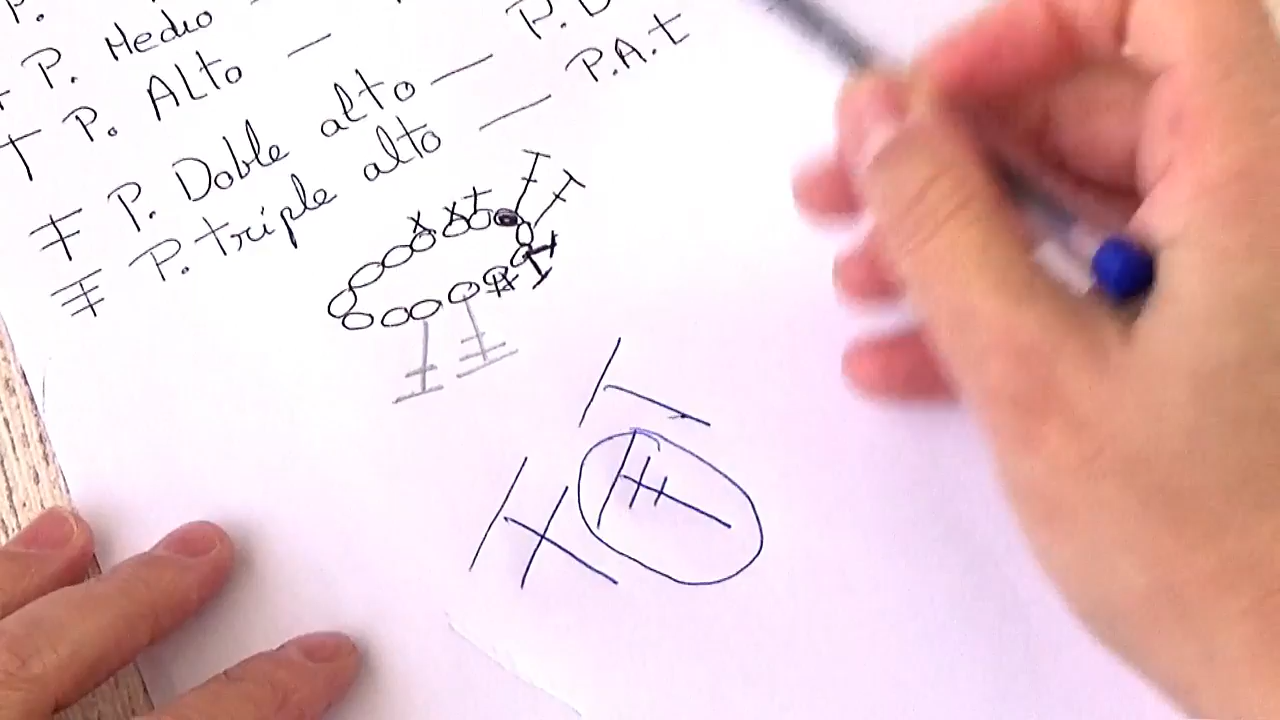 P.
P. Medio
P. Alto —
P. Doble alto — P. D
P. triple alto — P.A.t